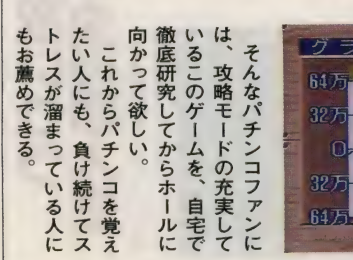 そんなパチンコファンに
は、攻略モードの充実して
いるこのゲームを、自宅で
徹底研究してからホールに
向かって欲しい。
これからパチンコを覚え
たい人にも、負け続けてス
トレスが溜まっている人に
もお薦めできる。
グラ
64万
32万
0
32万
64万